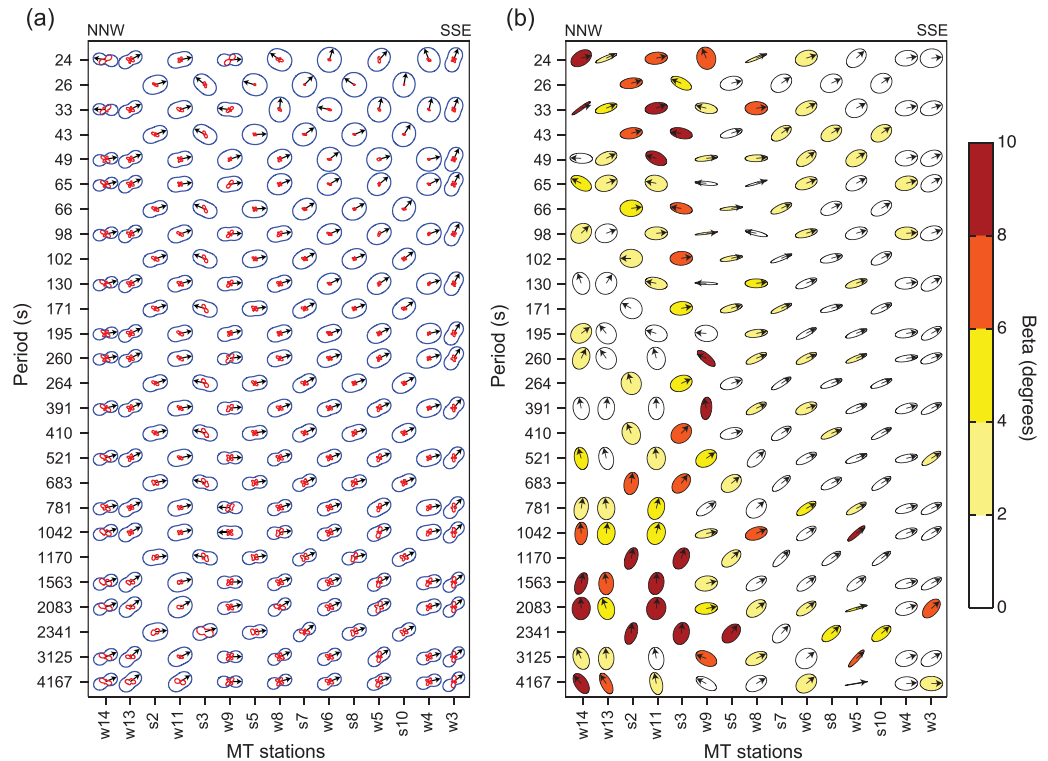 (a)
(b)
NNW
SSE
NNW
SSE
24
26
33
43
49
65
66
98
102
130
171
195
260
264
391
410
521
683
781
1042
1170
1563
2083
2341
3125
4167
Period (s)
w14
w13
s2
w11
s3
w9
s5
w8
s7
w6
s8
w5
s10
w4
w3
MT stations
24
26
33
43
49
65
66
98
102
130
171
195
260
264
391
410
521
683
781
1042
1170
1563
2083
2341
3125
4167
Period (s)
w14
w13
s2
w11
s3
w9
s5
w8
s7
w6
s8
w5
s10
w4
w3
MT stations
10
8
6
4
2
0
Beta (degrees)